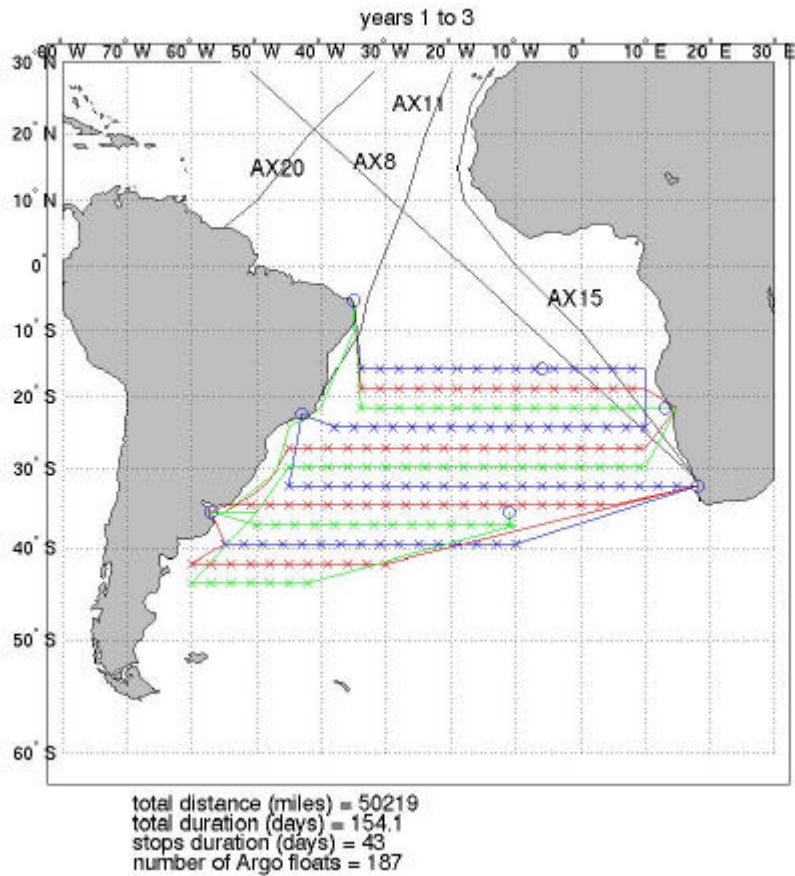 years 1 to 3
80° W 70° W 60° W 50° W 40° W 30° W 20° W 10° W 0° 10° E 20° E 30° E
30° N
AX11
20° N
AX20 AX8
10° N
0°
AX15
10° S
20° S
30° S
40° S
50° S
60° S
total distance (miles) = 50219
total duration (days) = 154.1
stops duration (days) = 43
number of Argo floats = 187